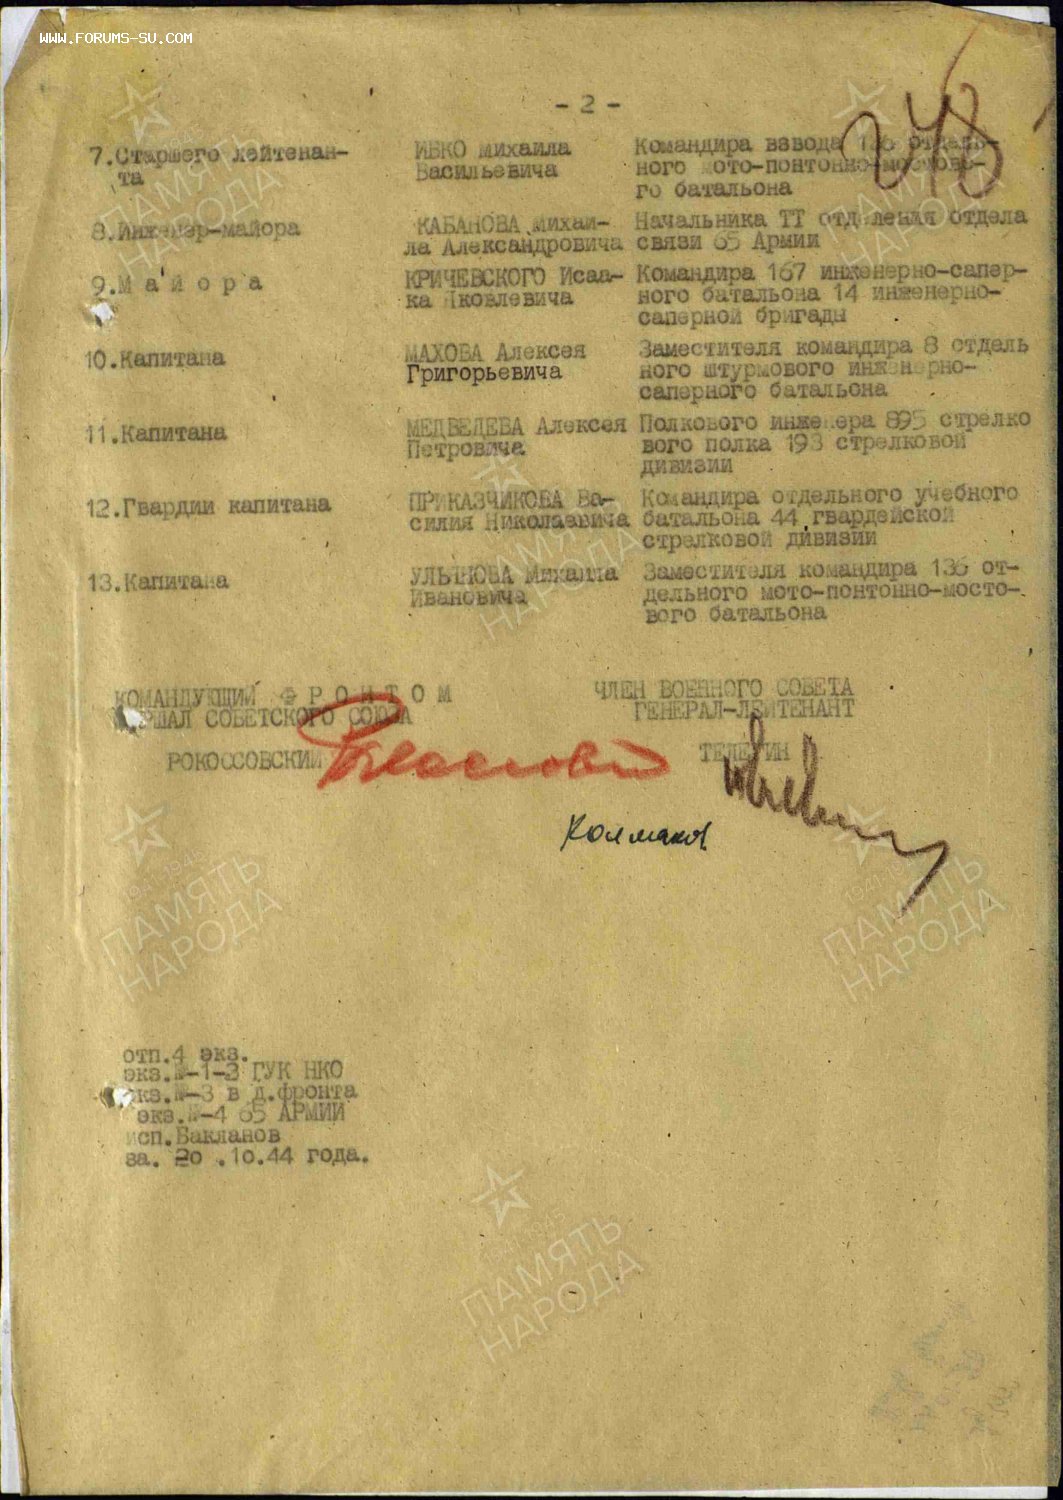 WWW.FORUMS-SU.COM
- 2 -
248
7.Старшего лейтенан-
та
ИВКО Михаила
Васильевича
Командира взвода 136 отдель
ного мото-понтонно-мостово-
го батальона
8.Инженер-майора
КАБАНОВА Михаи-
ла Александровича
Начальника ТТ отделения отдела
связи 65 Армии
9.М а й о р а
КРИЧЕВСКОГО Исаа-
ка Яковлевича
Командира 167 инженерно-сапер-
ного батальона 14 инженерно-
саперной бригады
10.Капитана
МАХОВА Алексея
Григорьевича
Заместителя командира 8 отдель
ного штурмового инженерно-
саперного батальона
11.Капитана
МЕДВЕДЕВА Алексея
Петровича
Полкового инженера 895 стрелко
вого полка 193 стрелковой
дивизии
12.Гвардии капитана
ПРИКАЗЧИКОВА Ва-
силия Николаевича
Командира отдельного учебного
батальона 44 гвардейской
стрелковой дивизии
13.Капитана
УЛЬЯНОВА Михаила
Ивановича
Заместителя командира 136 от-
дельного мото-понтонно-мосто-
вого батальона
КОМАНДУЮЩИЙ Ф Р О Н Т О М
МАРШАЛ СОВЕТСКОГО СОЮЗА
РОКОССОВСКИЙ
ЧЛЕН ВОЕННОГО СОВЕТА
ГЕНЕРАЛ-ЛЕЙТЕНАНТ
ТЕЛЕГИН
Колмаков
отп.4 экз.
экз.№-1-2 ГУК НКО
экз.№-3 в д.фронта
экз.№-4 65 АРМИИ
исп.Бакланов
за. 20 .10.44 года.
1941-1945
ПАМЯТЬ
НАРОДА